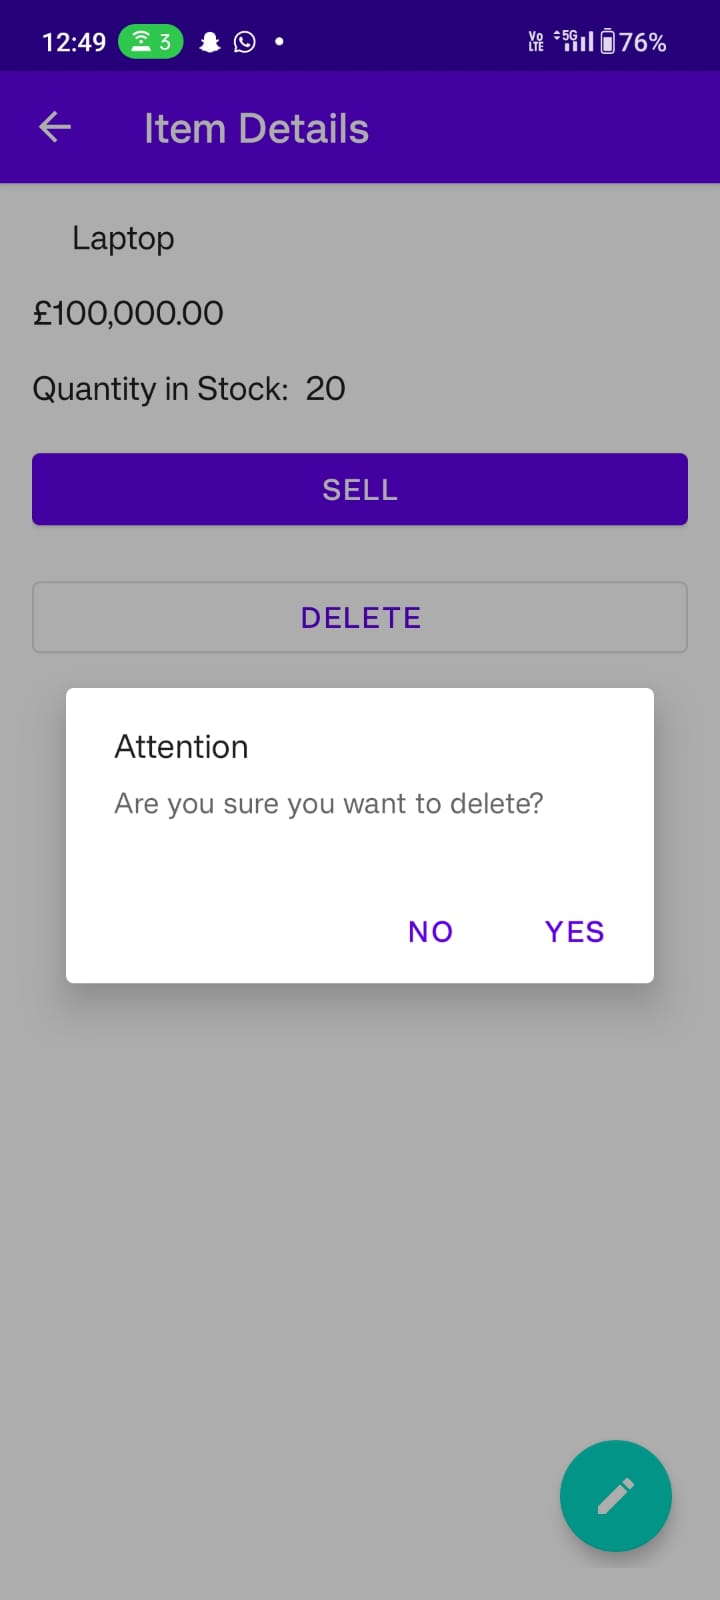 12:49 3 Vo LTE 5G 76%
Item Details
Laptop
£100,000.00
Quantity in Stock: 20
SELL
DELETE
Attention
Are you sure you want to delete?
NO YES